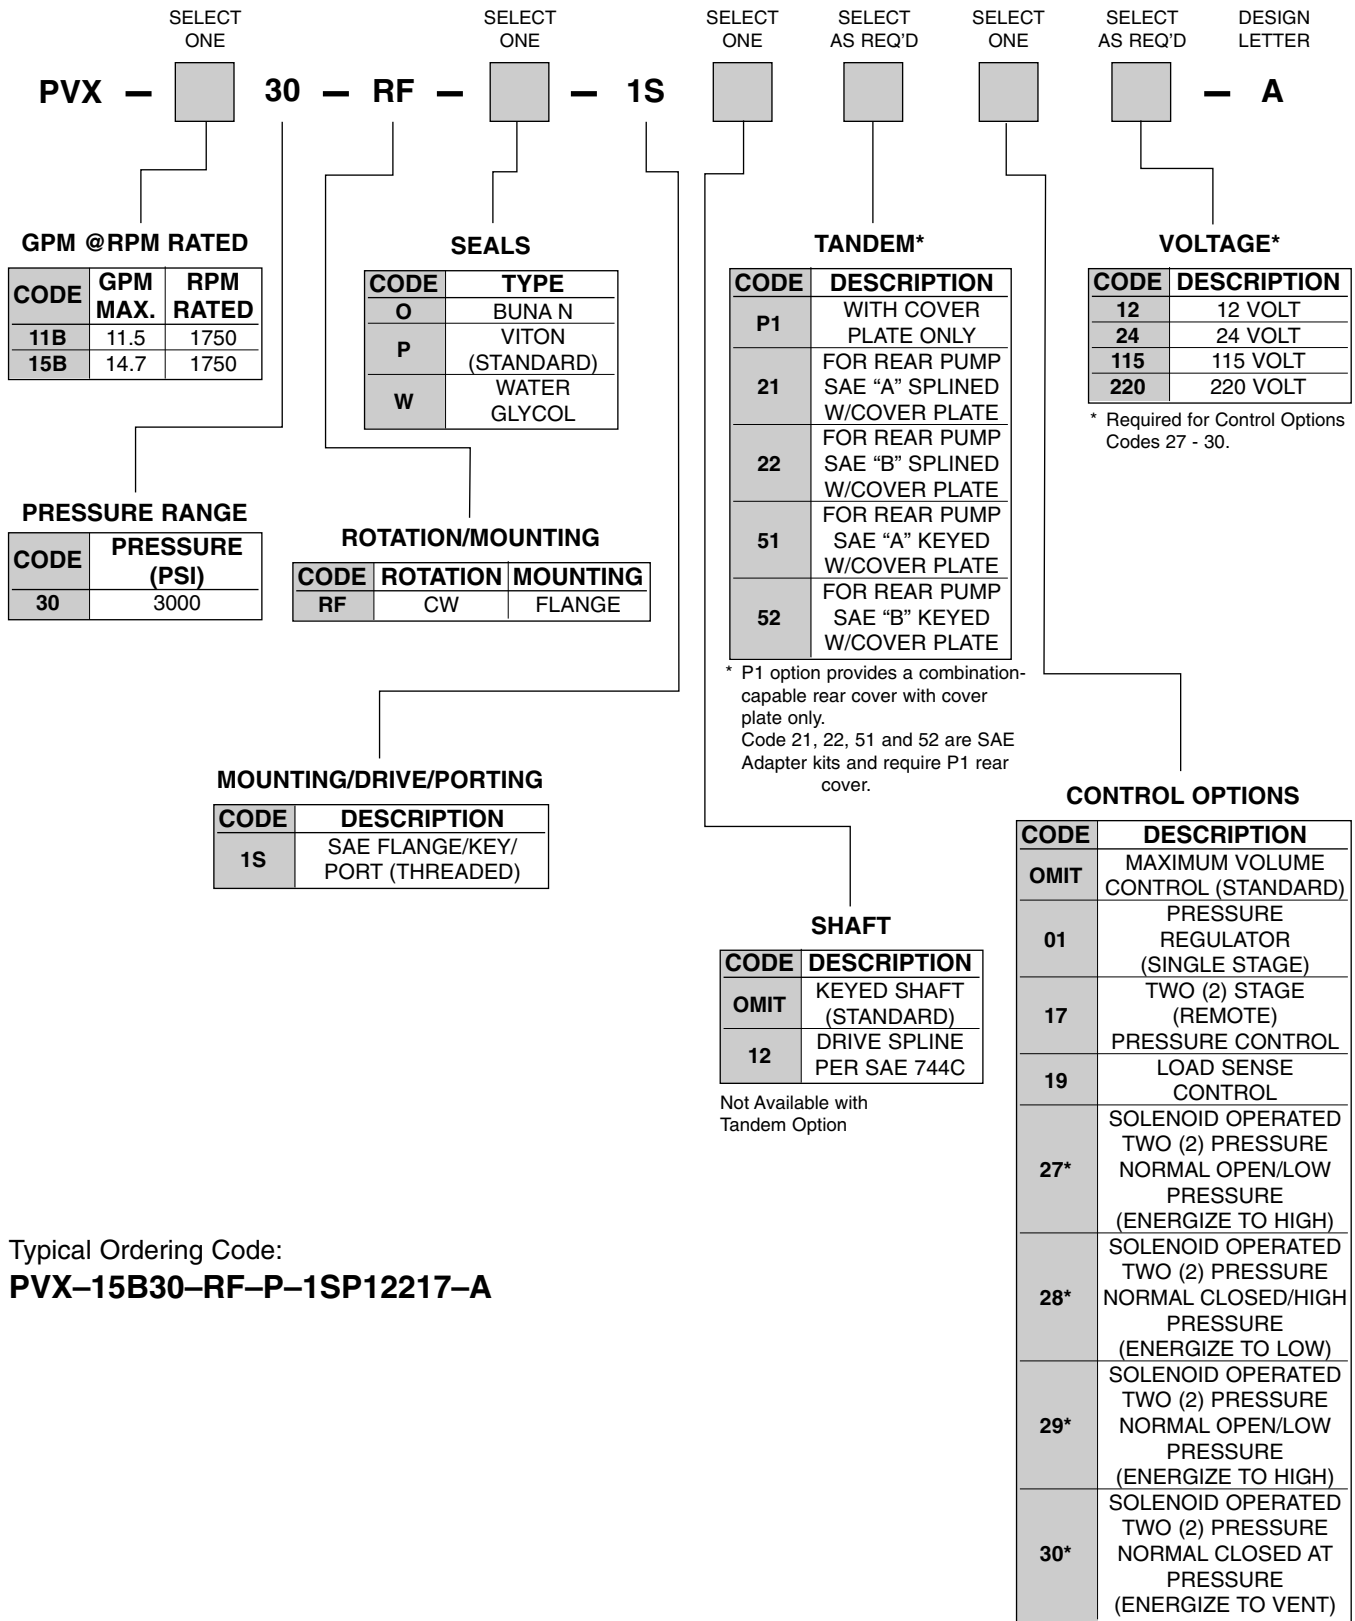 SELECT ONE
SELECT ONE
SELECT ONE
SELECT AS REQ'D
SELECT ONE
SELECT AS REQ'D
DESIGN LETTER
PVX – 30 – RF – – 1S – A
GPM @RPM RATED
CODE GPM MAX. RPM RATED
11B 11.5 1750
15B 14.7 1750
PRESSURE RANGE
CODE PRESSURE (PSI)
30 3000
SEALS
CODE TYPE
O BUNA N
P VITON (STANDARD)
W WATER GLYCOL
ROTATION/MOUNTING
CODE ROTATION MOUNTING
RF CW FLANGE
MOUNTING/DRIVE/PORTING
CODE DESCRIPTION
1S SAE FLANGE/KEY/
PORT (THREADED)
TANDEM*
CODE DESCRIPTION
P1 WITH COVER
PLATE ONLY
21 FOR REAR PUMP
SAE “A” SPLINED
W/COVER PLATE
22 FOR REAR PUMP
SAE “B” SPLINED
W/COVER PLATE
51 FOR REAR PUMP
SAE “A” KEYED
W/COVER PLATE
52 FOR REAR PUMP
SAE “B” KEYED
W/COVER PLATE
* P1 option provides a combination-
capable rear cover with cover
plate only.
Code 21, 22, 51 and 52 are SAE
Adapter kits and require P1 rear
cover.
VOLTAGE*
CODE DESCRIPTION
12 12 VOLT
24 24 VOLT
115 115 VOLT
220 220 VOLT
* Required for Control Options
Codes 27 - 30.
SHAFT
CODE DESCRIPTION
OMIT KEYED SHAFT
(STANDARD)
12 DRIVE SPLINE
PER SAE 744C
Not Available with
Tandem Option
CONTROL OPTIONS
CODE DESCRIPTION
OMIT MAXIMUM VOLUME
CONTROL (STANDARD)
01 PRESSURE
REGULATOR
(SINGLE STAGE)
17 TWO (2) STAGE
(REMOTE)
PRESSURE CONTROL
19 LOAD SENSE
CONTROL
27* SOLENOID OPERATED
TWO (2) PRESSURE
NORMAL OPEN/LOW
PRESSURE
(ENERGIZE TO HIGH)
28* SOLENOID OPERATED
TWO (2) PRESSURE
NORMAL CLOSED/HIGH
PRESSURE
(ENERGIZE TO LOW)
29* SOLENOID OPERATED
TWO (2) PRESSURE
NORMAL OPEN/LOW
PRESSURE
(ENERGIZE TO HIGH)
30* SOLENOID OPERATED
TWO (2) PRESSURE
NORMAL CLOSED AT
PRESSURE
(ENERGIZE TO VENT)
Typical Ordering Code:
PVX–15B30–RF–P–1SP12217–A